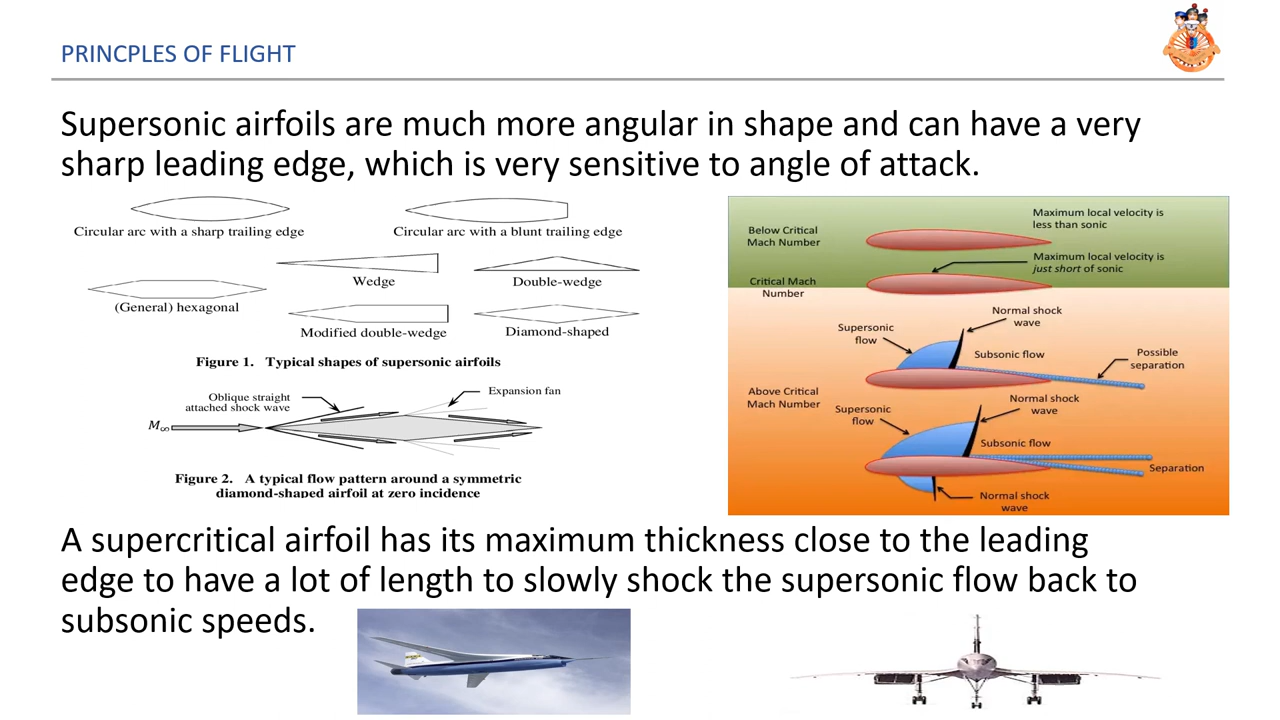 PRINCPLES OF FLIGHT
Supersonic airfoils are much more angular in shape and can have a very
sharp leading edge, which is very sensitive to angle of attack.
Circular arc with a sharp trailing edge
Circular arc with a blunt trailing edge
Wedge
Double-wedge
(General) hexagonal
Modified double-wedge
Diamond-shaped
Figure 1. Typical shapes of supersonic airfoils
Oblique straight
attached shock wave
Expansion fan
M∞
Figure 2. A typical flow pattern around a symmetric
diamond-shaped airfoil at zero incidence
Below Critical
Mach Number
Maximum local velocity is
less than sonic
Critical Mach
Number
Maximum local velocity is
just short of sonic
Normal shock
wave
Supersonic
flow
Subsonic flow
Possible
separation
Above Critical
Mach Number
Normal shock
wave
Supersonic
flow
Subsonic flow
Separation
Normal shock
wave
A supercritical airfoil has its maximum thickness close to the leading
edge to have a lot of length to slowly shock the supersonic flow back to
subsonic speeds.